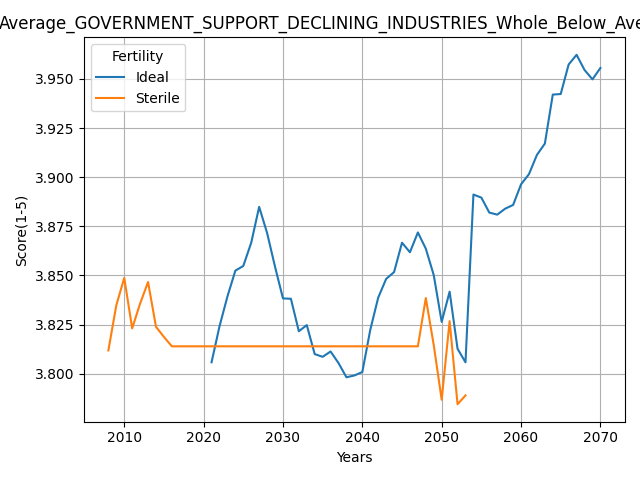 Average_GOVERNMENT_SUPPORT_DECLINING_INDUSTRIES_Whole_Below_Ave
Fertility
Ideal
Sterile
3.950
3.925
3.900
3.875
3.850
3.825
3.800
Score(1-5)
2010 2020 2030 2040 2050 2060 2070
Years